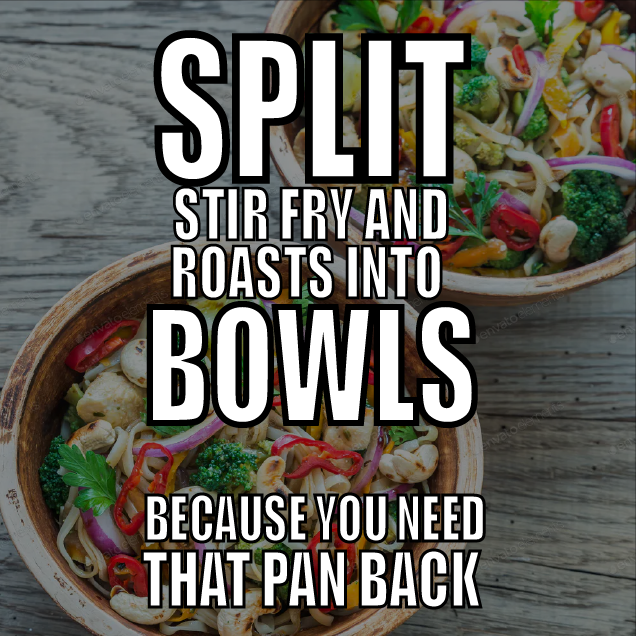 SPLIT
STIR FRY AND
ROASTS INTO
BOWLS
BECAUSE YOU NEED
THAT PAN BACK